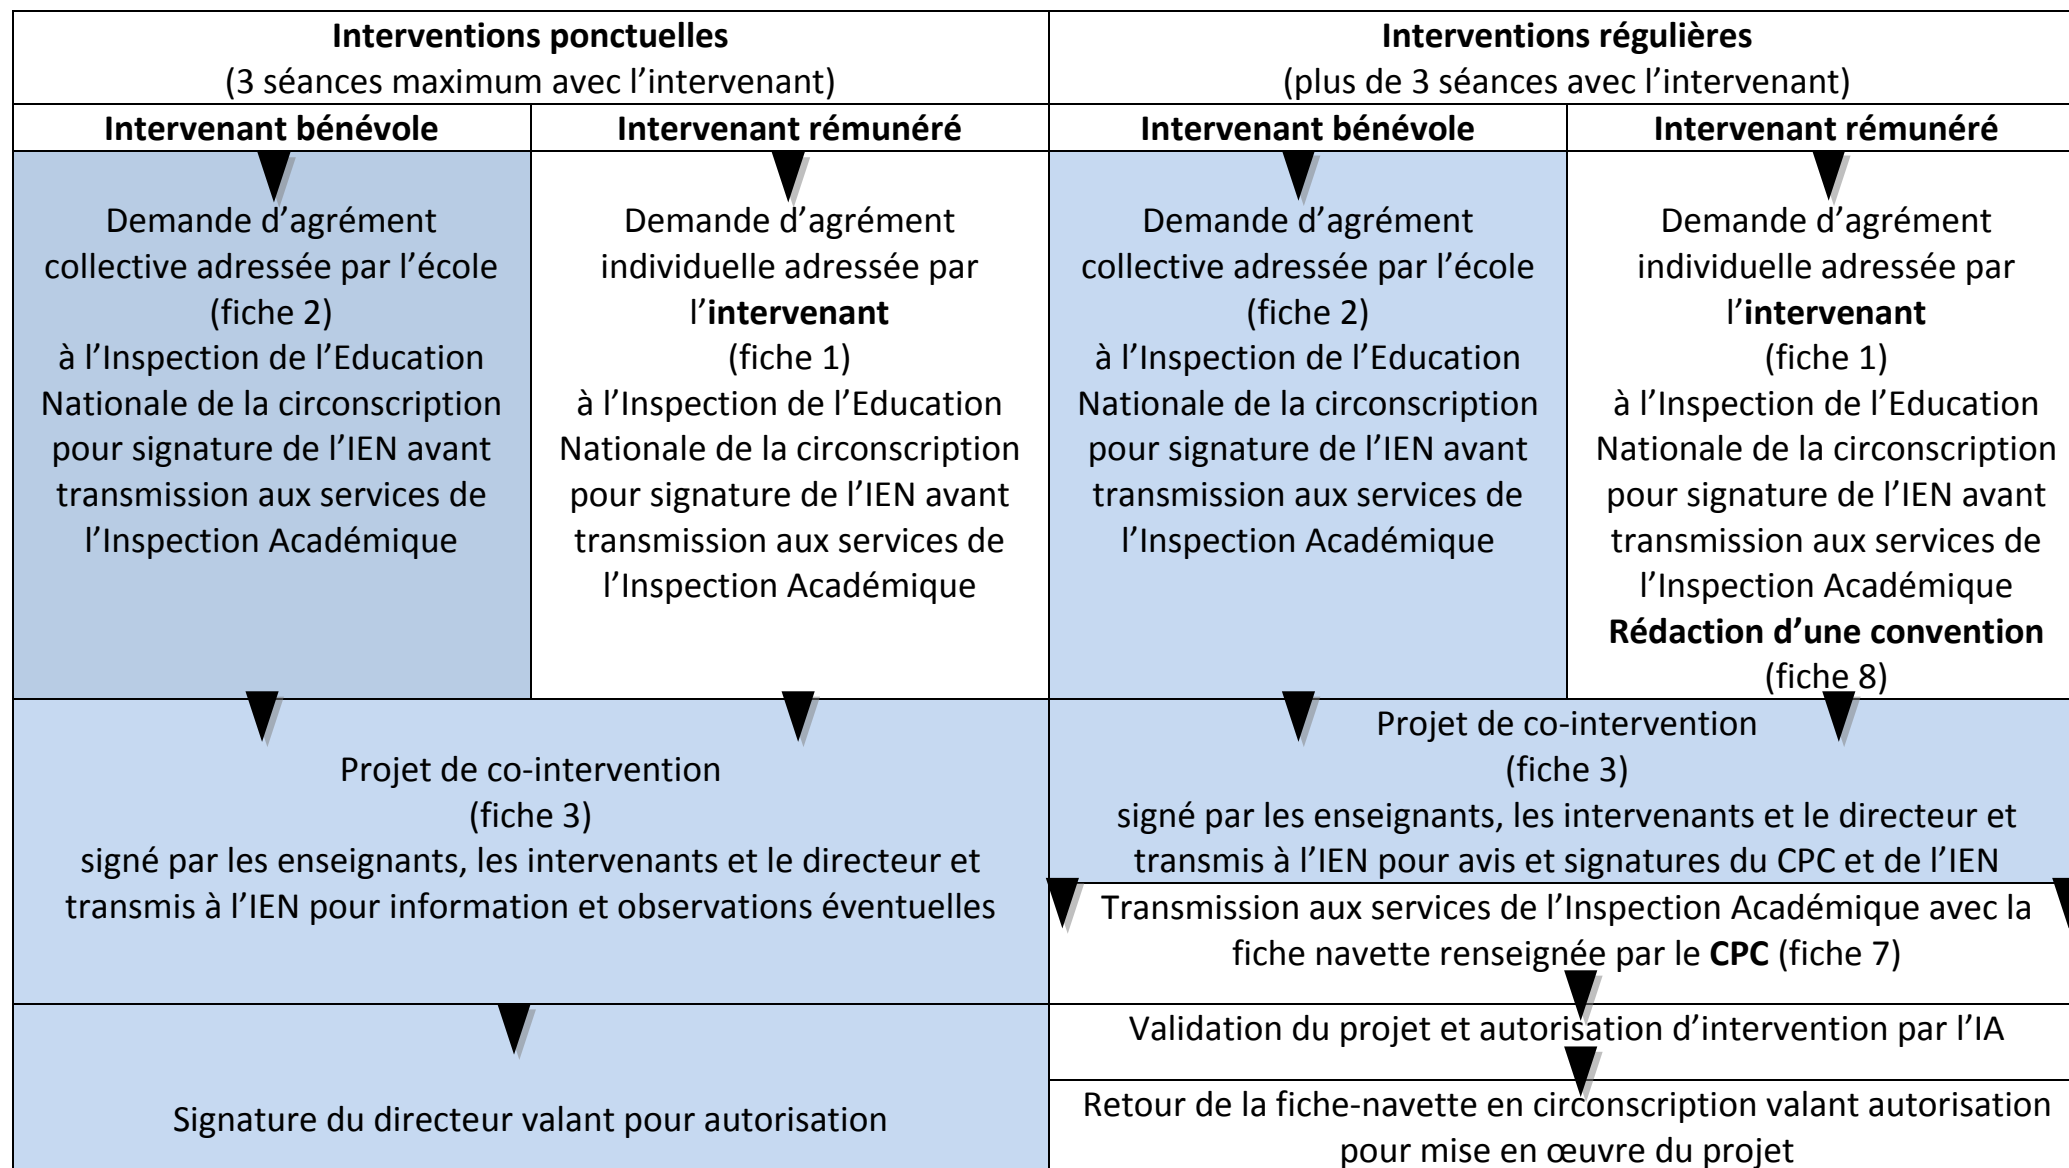 Interventions ponctuelles
(3 séances maximum avec l’intervenant)
Interventions régulières
(plus de 3 séances avec l’intervenant)
Intervenant bénévole
Intervenant rémunéré
Intervenant bénévole
Intervenant rémunéré
Demande d’agrément
collective adressée par l’école
(fiche 2)
à l’Inspection de l’Education
Nationale de la circonscription
pour signature de l’IEN avant
transmission aux services de
l’Inspection Académique
Demande d’agrément
individuelle adressée par
l’intervenant
(fiche 1)
à l’Inspection de l’Education
Nationale de la circonscription
pour signature de l’IEN avant
transmission aux services de
l’Inspection Académique
Demande d’agrément
collective adressée par l’école
(fiche 2)
à l’Inspection de l’Education
Nationale de la circonscription
pour signature de l’IEN avant
transmission aux services de
l’Inspection Académique
Demande d’agrément
individuelle adressée par
l’intervenant
(fiche 1)
à l’Inspection de l’Education
Nationale de la circonscription
pour signature de l’IEN avant
transmission aux services de
l’Inspection Académique
Rédaction d’une convention
(fiche 8)
Projet de co-intervention
(fiche 3)
signé par les enseignants, les intervenants et le directeur et
transmis à l’IEN pour information et observations éventuelles
Projet de co-intervention
(fiche 3)
signé par les enseignants, les intervenants et le directeur et
transmis à l’IEN pour avis et signatures du CPC et de l’IEN
Transmission aux services de l’Inspection Académique avec la
fiche navette renseignée par le CPC (fiche 7)
Signature du directeur valant pour autorisation
Validation du projet et autorisation d’intervention par l’IA
Retour de la fiche-navette en circonscription valant autorisation
pour mise en œuvre du projet